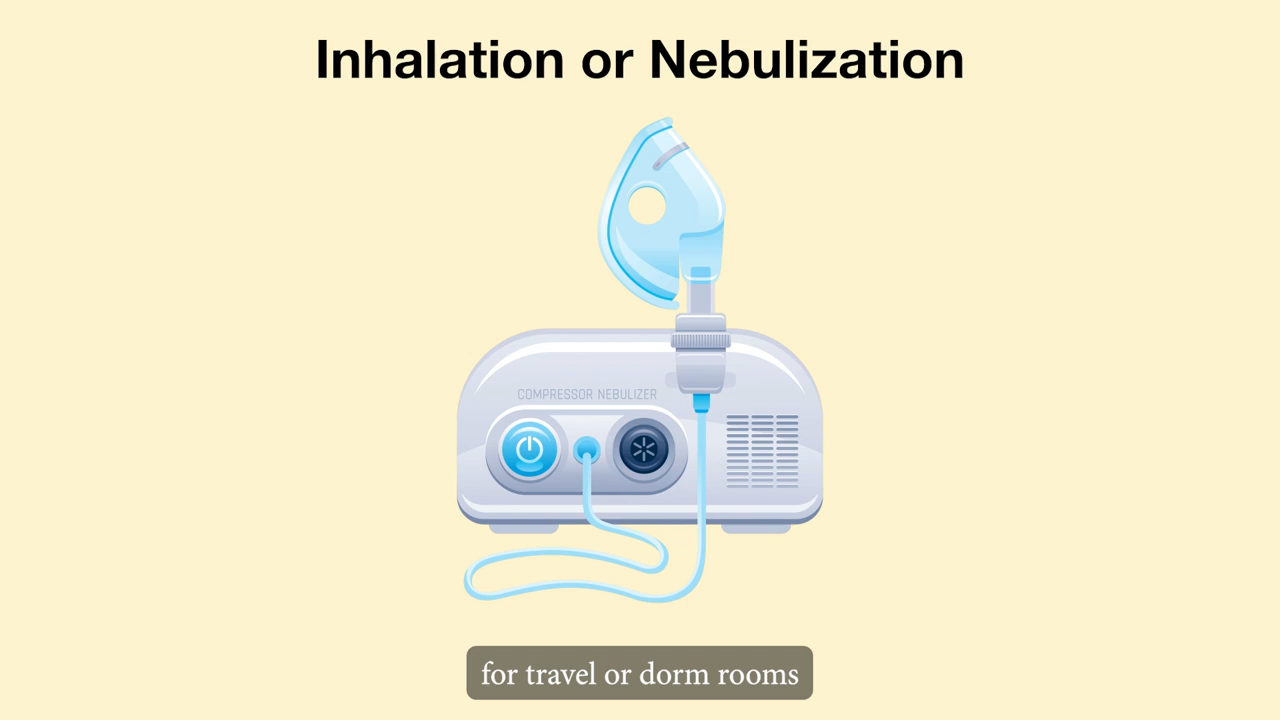 Inhalation or Nebulization
COMPRESSOR NEBULIZER
for travel or dorm rooms